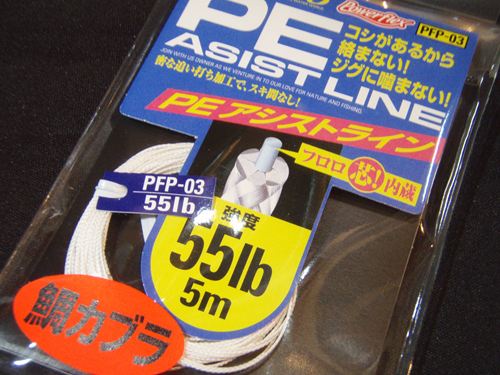 Powerflex
PFP-03
PE
ASIST LINE
コシがあるから
絡まない!
ジグに噛まない!
JOIN WITH US OWNER AS WE VENTURE IN TO OUR LOVE FOR NATURE AND FISHING.
密な追い打ち加工で、スキ間なし!
PEアシストライン
フロロ芯!内蔵
PFP-03
55lb
強度
55lb
5m
鯛カブラ